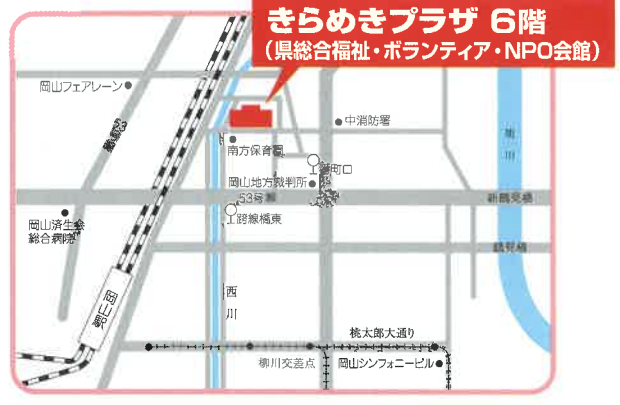 きらめきプラザ 6階
(県総合福祉・ボランティア・NPO会館)
岡山フェアレーン
中消防署
旭川
南方保育園
岡山地方裁判所
53号線
新鶴見橋
岡山済生会
総合病院
鶴見橋
岡山駅
西川
桃太郎大通り
柳川交差点
岡山シンフォニービル